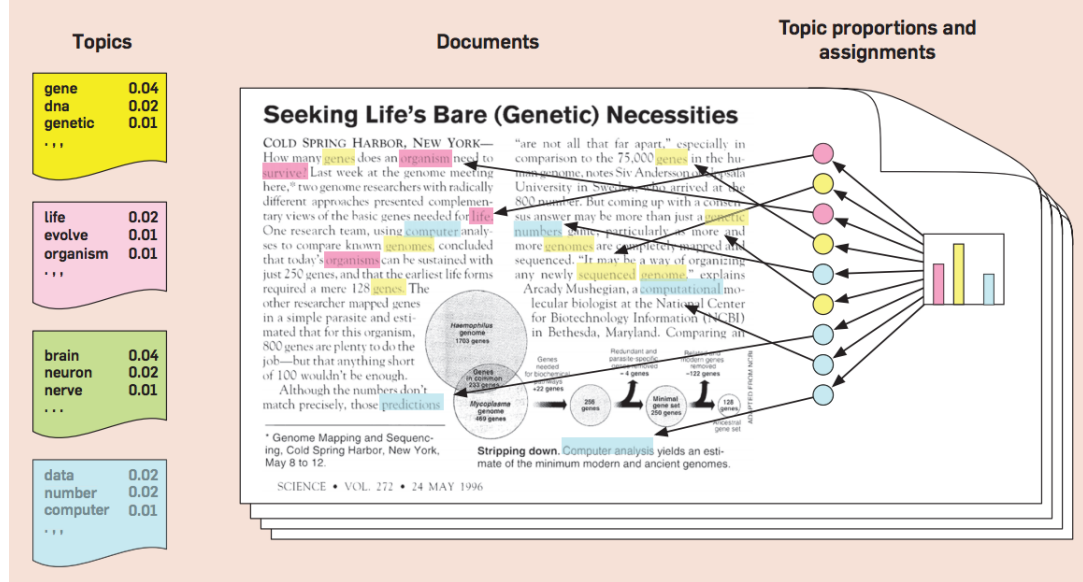 Topics
Documents
Topic proportions and
assignments
gene 0.04
dna 0.02
genetic 0.01
. , ,
life 0.02
evolve 0.01
organism 0.01
. , ,
brain 0.04
neuron 0.02
nerve 0.01
...
data 0.02
number 0.02
computer 0.01
. , ,
Seeking Life's Bare (Genetic) Necessities
COLD SPRING HARBOR, NEW YORK—
How many genes does an organism need to
survive? Last week at the genome meeting
here,* two genome researchers with radically
different approaches presented complemen-
tary views of the basic genes needed for life.
One research team, using computer analy-
ses to compare known genomes, concluded
that today's organisms can be sustained with
just 250 genes, and that the earliest life forms
required a mere 128 genes. The
other researcher mapped genes
in a simple parasite and esti-
mated that for this organism,
800 genes are plenty to do the
job—but that anything short
of 100 wouldn't be enough.
Although the numbers don't
match precisely, those predictions
* Genome Mapping and Sequenc-
ing, Cold Spring Harbor, New York,
May 8 to 12.
"are not all that far apart," especially in
comparison to the 75,000 genes in the hu-
man genome, notes Siv Andersson of Uppsala
University in Sweden, who arrived at the
800 number. But coming up with a consen-
sus answer may be more than just a genetic
numbers game, particularly as more and
more genomes are completely mapped and
sequenced. "It may be a way of organizing
any newly sequenced genome," explains
Arcady Mushegian, a computational mo-
lecular biologist at the National Center
for Biotechnology Information (NCBI)
in Bethesda, Maryland. Comparing an
Haemophilus
genome
1703 genes
Genes
in common
233 genes
Mycoplasma
genome
469 genes
Genes
needed
for biochemical
pathways
+22 genes
256
genes
Redundant and
parasite-specific
genes removed
– 4 genes
Minimal
gene set
250 genes
Related and
modern genes
removed
–122 genes
128
genes
Ancestral
gene set
ADAPTED FROM NCBI
Stripping down. Computer analysis yields an esti-
mate of the minimum modern and ancient genomes.
SCIENCE • VOL. 272 • 24 MAY 1996